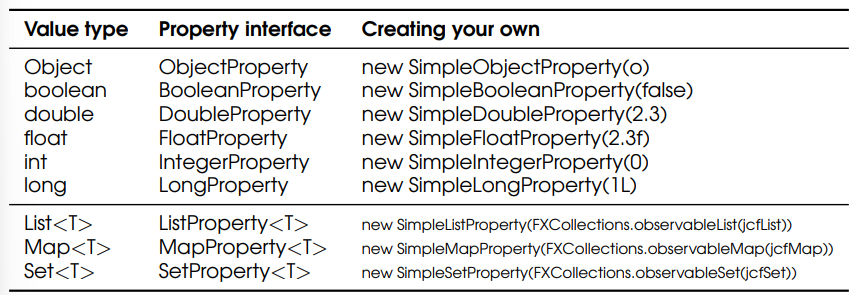 Value type Property interface Creating your own
Object ObjectProperty new SimpleObjectProperty(o)
boolean BooleanProperty new SimpleBooleanProperty(false)
double DoubleProperty new SimpleDoubleProperty(2.3)
float FloatProperty new SimpleFloatProperty(2.3f)
int IntegerProperty new SimpleIntegerProperty(0)
long LongProperty new SimpleLongProperty(1L)
List<T> ListProperty<T> new SimpleListProperty(FXCollections.observableList(jcfList))
Map<T> MapProperty<T> new SimpleMapProperty(FXCollections.observableMap(jcfMap))
Set<T> SetProperty<T> new SimpleSetProperty(FXCollections.observableSet(jcfSet))